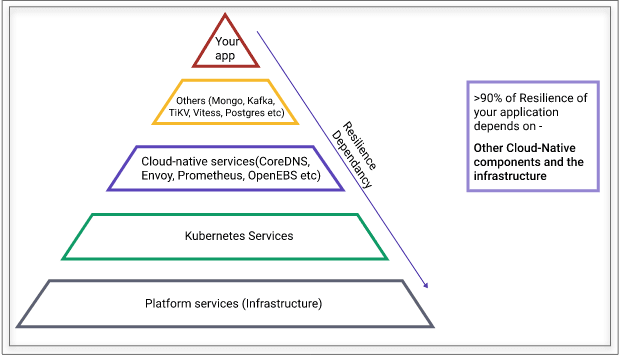 Your
app
Others (Mongo, Kafka,
TiKV, Vitess, Postgres etc)
Cloud-native services(CoreDNS,
Envoy, Prometheus, OpenEBS etc)
Kubernetes Services
Platform services (Infrastructure)
Resilience
Dependancy
>90% of Resilience of
your application
depends on -
Other Cloud-Native
components and the
infrastructure